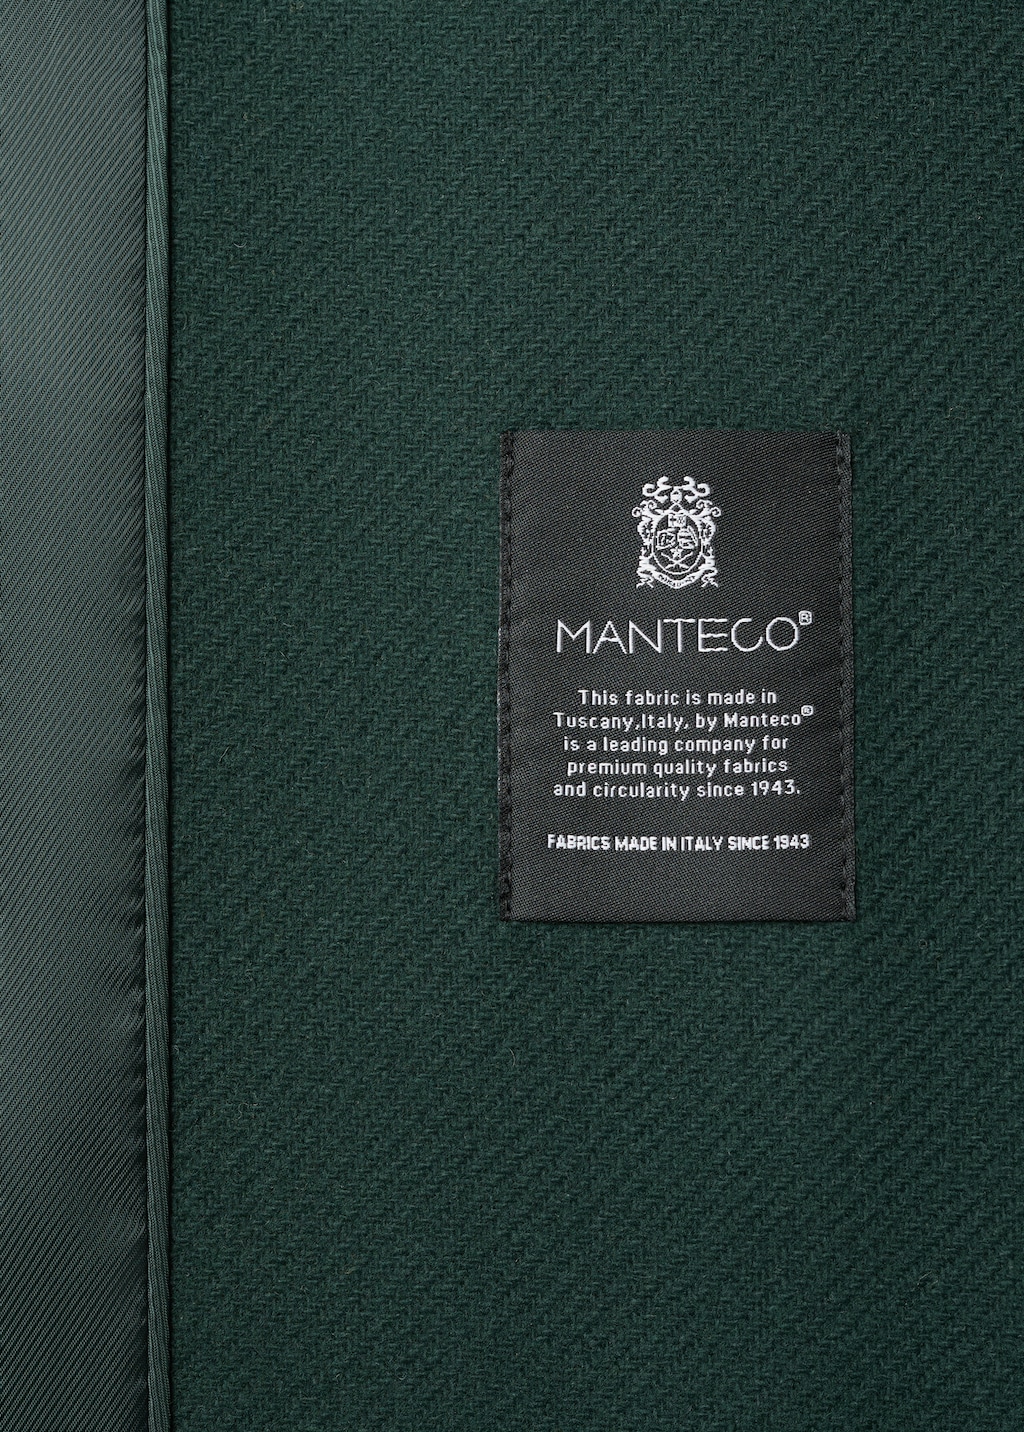 MANTECO®
This fabric is made in
Tuscany,Italy, by Manteco®
is a leading company for
premium quality fabrics
and circularity since 1943.
FABRICS MADE IN ITALY SINCE 1943